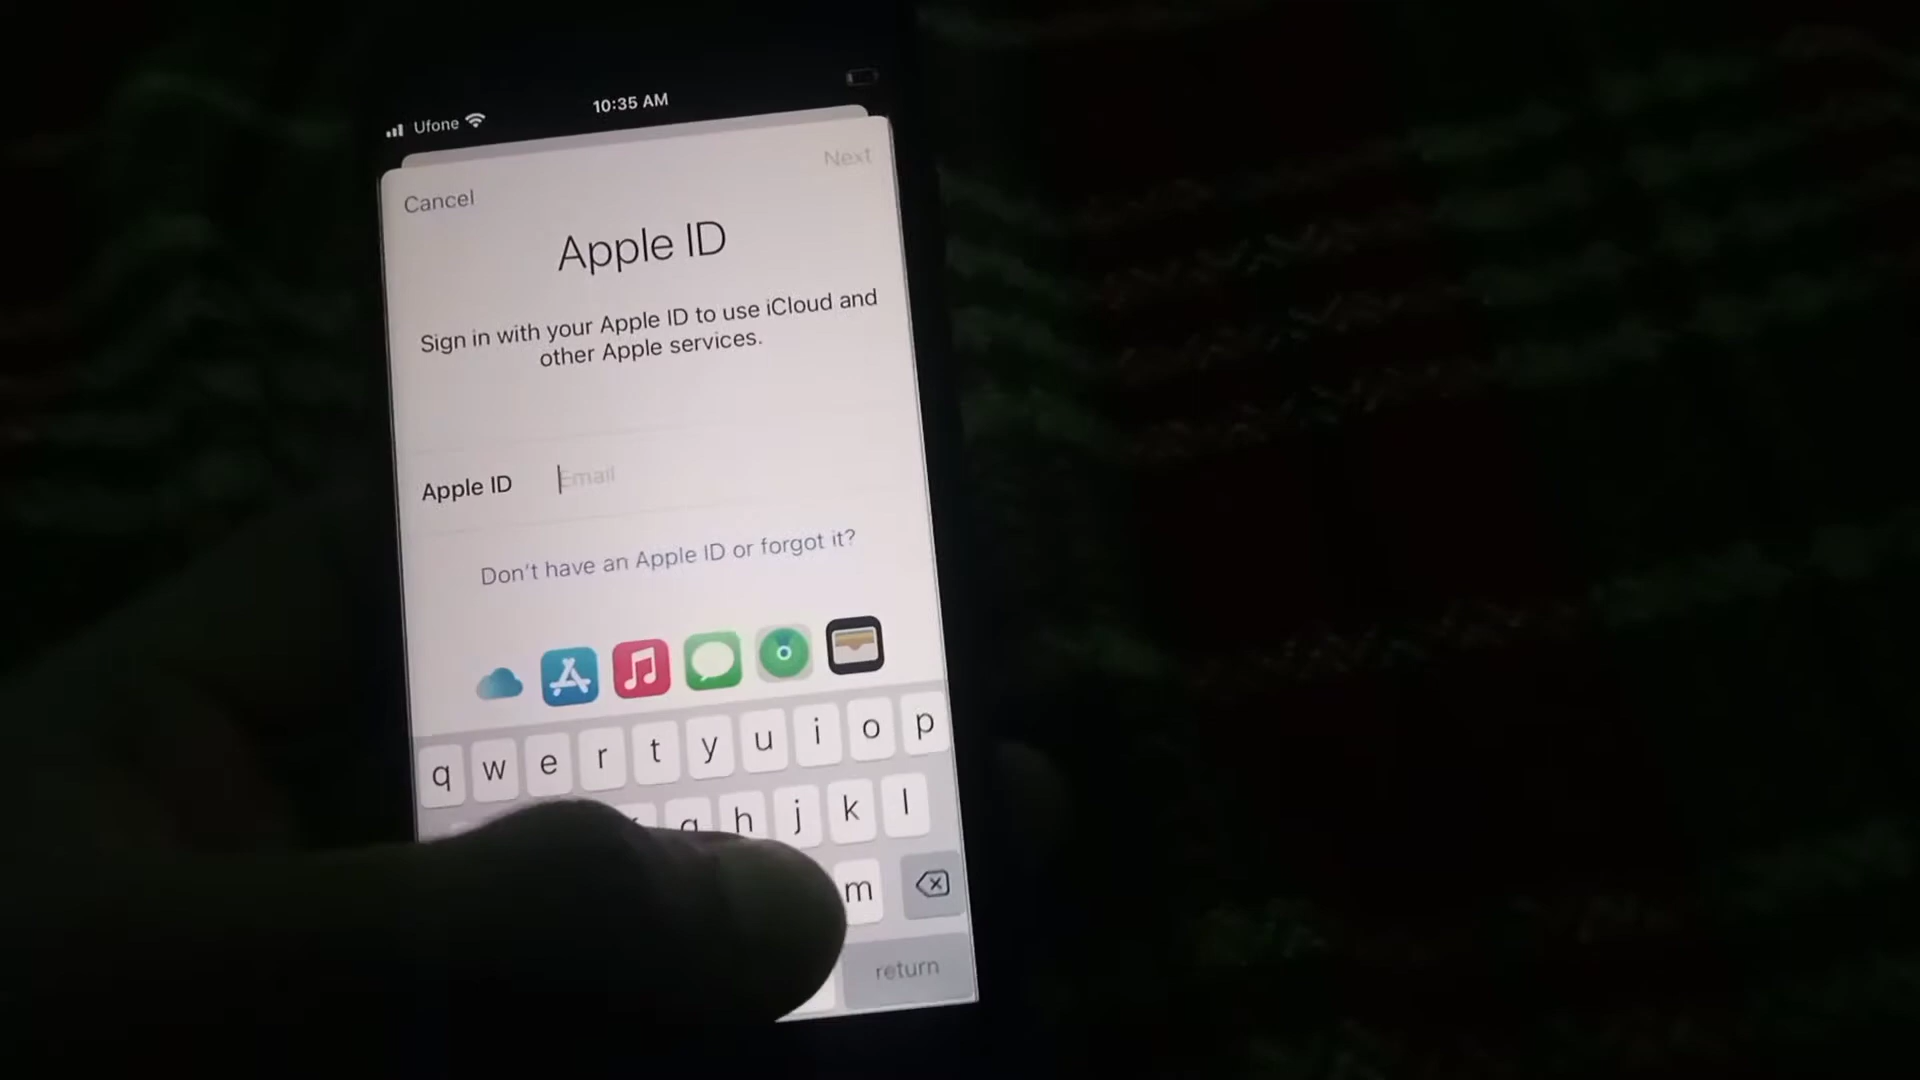 Ufone
10:35 AM
Cancel
Next
Apple ID
Sign in with your Apple ID to use iCloud and
other Apple services.
Apple ID
Email
Don't have an Apple ID or forgot it?
q w e r t y u i o p
g h j k l
m
return